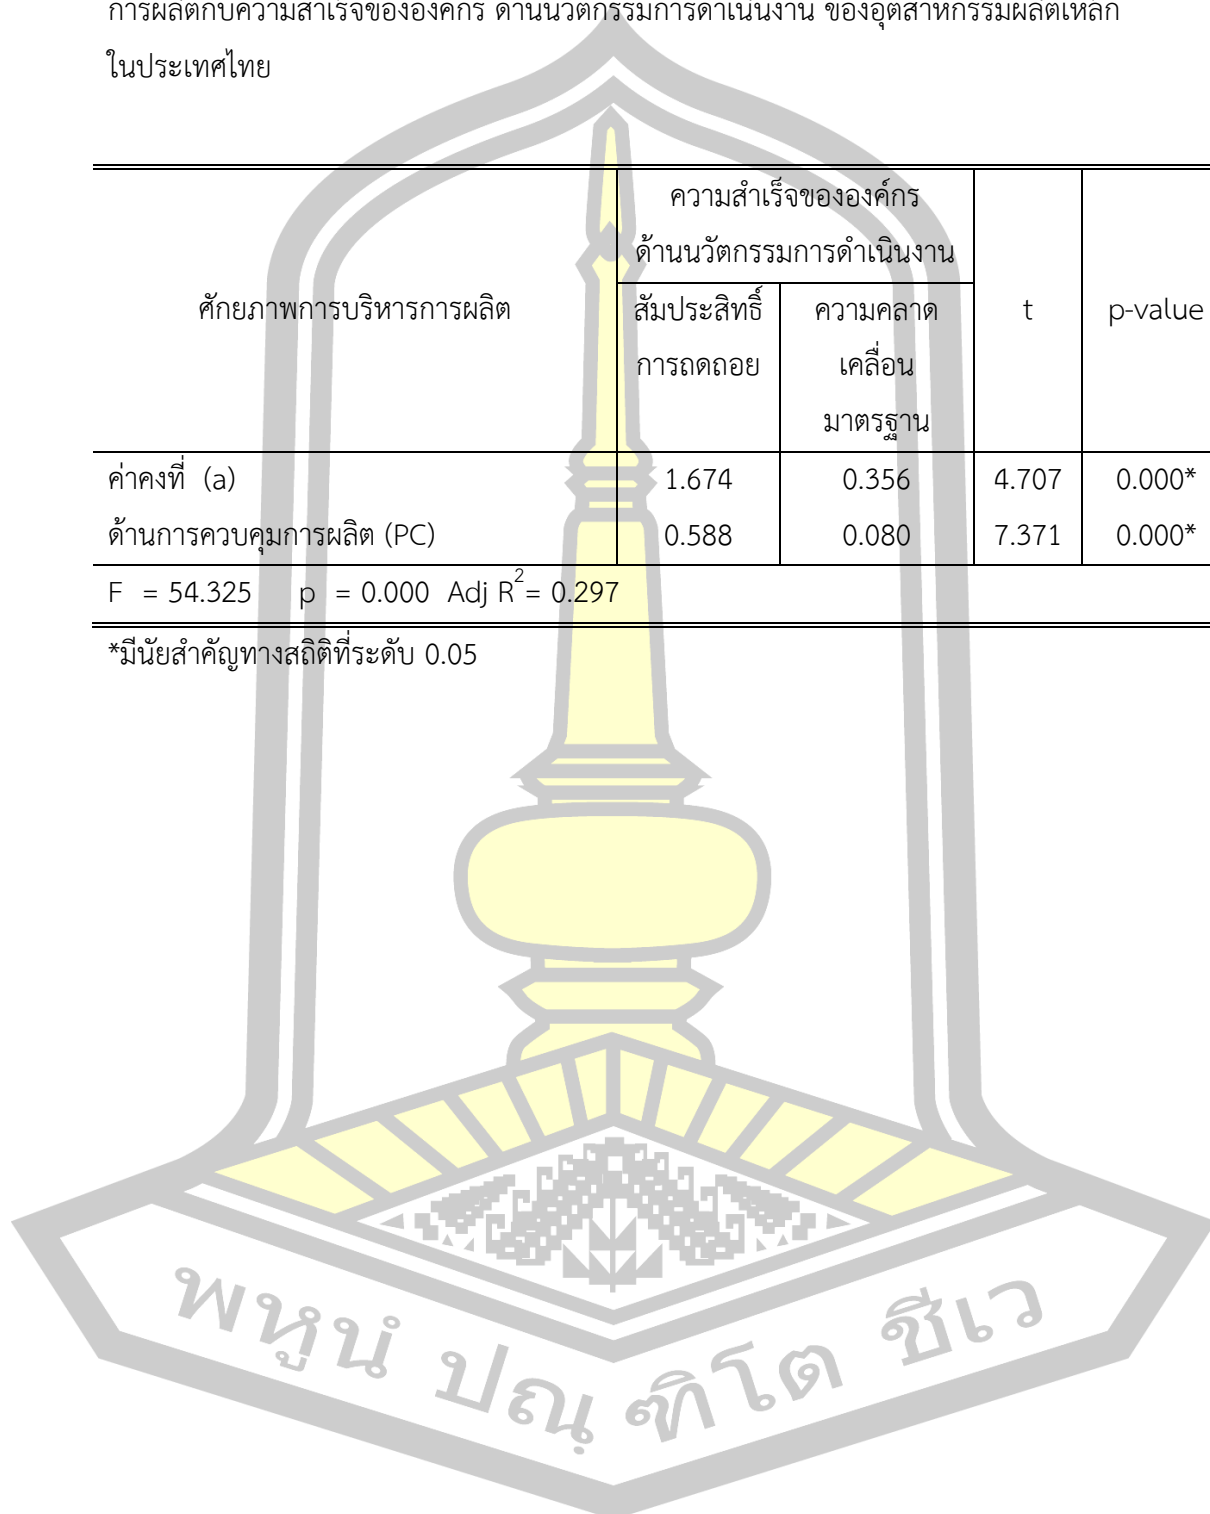 การผลิตกับความสำเร็จขององค์กร ด้านนวัตกรรมการดำเนินงาน ของอุตสาหกรรมผลิตเหล็ก
ในประเทศไทย
ความสำเร็จขององค์กร
ด้านนวัตกรรมการดำเนินงาน
ศักยภาพการบริหารการผลิต
สัมประสิทธิ์
การถดถอย
ความคลาด
เคลื่อน
มาตรฐาน
t
p-value
ค่าคงที่ (a) 1.674 0.356 4.707 0.000*
ด้านการควบคุมการผลิต (PC) 0.588 0.080 7.371 0.000*
F = 54.325 p = 0.000 Adj R²= 0.297
*มีนัยสำคัญทางสถิติที่ระดับ 0.05
พหูนํ ปณฺฑิโต ชีเว